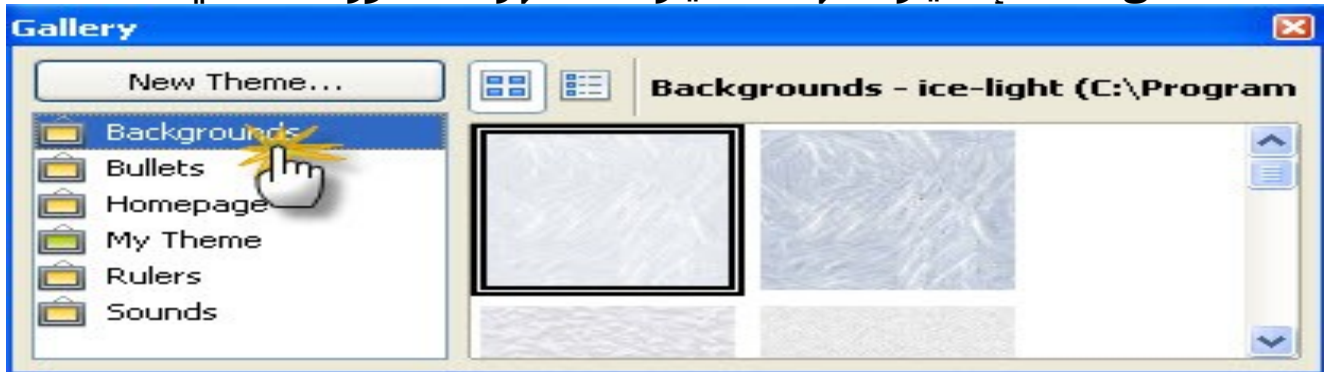 Gallery
New Theme...
Backgrounds - ice-light (C:\Program
Backgrounds
Bullets
Homepage
My Theme
Rulers
Sounds